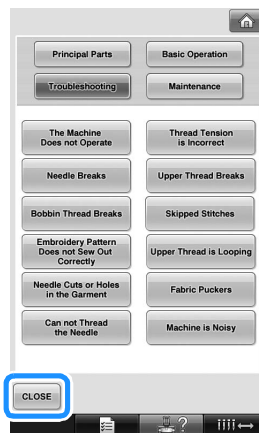 Principal Parts
Basic Operation
Troubleshooting
Maintenance
The Machine
Does not Operate
Thread Tension
is Incorrect
Needle Breaks
Upper Thread Breaks
Bobbin Thread Breaks
Skipped Stitches
Embroidery Pattern
Does not Sew Out
Correctly
Upper Thread is Looping
Needle Cuts or Holes
in the Garment
Fabric Puckers
Can not Thread
the Needle
Machine is Noisy
CLOSE
?